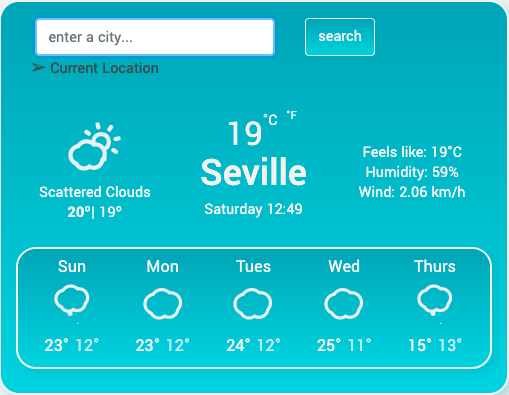 enter a city...
search
➢ Current Location
19°C °F
Seville
Saturday 12:49
Scattered Clouds
20°| 19°
Feels like: 19°C
Humidity: 59%
Wind: 2.06 km/h
Sun Mon Tues Wed Thurs
23° 12° 23° 12° 24° 12° 25° 11° 15° 13°